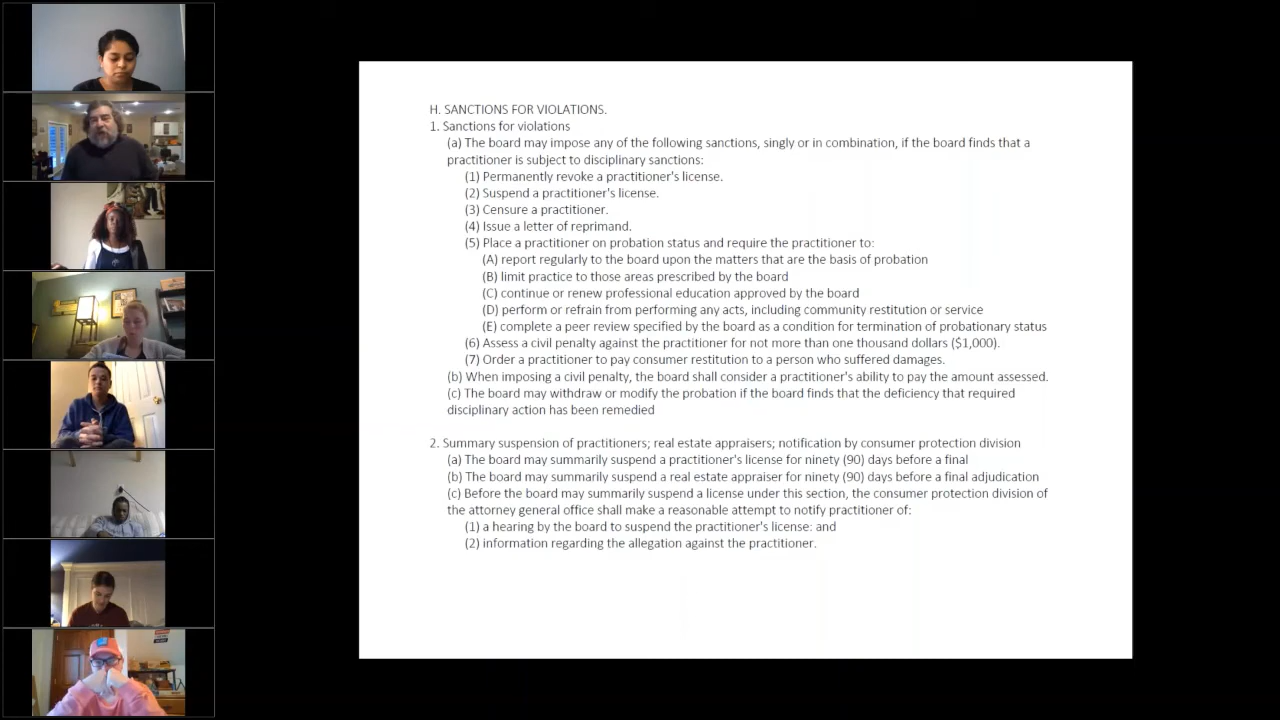 H. SANCTIONS FOR VIOLATIONS.
1. Sanctions for violations
(a) The board may impose any of the following sanctions, singly or in combination, if the board finds that a
practitioner is subject to disciplinary sanctions:
(1) Permanently revoke a practitioner's license.
(2) Suspend a practitioner's license.
(3) Censure a practitioner.
(4) Issue a letter of reprimand.
(5) Place a practitioner on probation status and require the practitioner to:
(A) report regularly to the board upon the matters that are the basis of probation
(B) limit practice to those areas prescribed by the board
(C) continue or renew professional education approved by the board
(D) perform or refrain from performing any acts, including community restitution or service
(E) complete a peer review specified by the board as a condition for termination of probationary status
(6) Assess a civil penalty against the practitioner for not more than one thousand dollars ($1,000).
(7) Order a practitioner to pay consumer restitution to a person who suffered damages.
(b) When imposing a civil penalty, the board shall consider a practitioner's ability to pay the amount assessed.
(c) The board may withdraw or modify the probation if the board finds that the deficiency that required
disciplinary action has been remedied
2. Summary suspension of practitioners; real estate appraisers; notification by consumer protection division
(a) The board may summarily suspend a practitioner's license for ninety (90) days before a final
(b) The board may summarily suspend a real estate appraiser for ninety (90) days before a final adjudication
(c) Before the board may summarily suspend a license under this section, the consumer protection division of
the attorney general office shall make a reasonable attempt to notify practitioner of:
(1) a hearing by the board to suspend the practitioner's license: and
(2) information regarding the allegation against the practitioner.